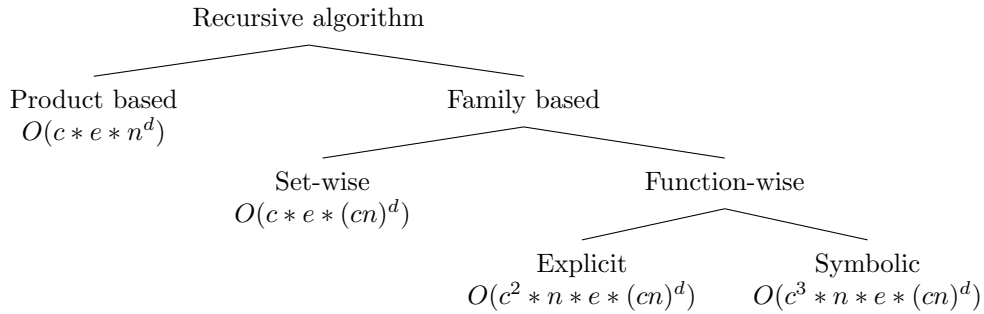 Recursive algorithm
Product based
O(c ∗ e ∗ n^d)
Family based
Set-wise
O(c ∗ e ∗ (cn)^d)
Function-wise
Explicit
O(c^2 ∗ n ∗ e ∗ (cn)^d)
Symbolic
O(c^3 ∗ n ∗ e ∗ (cn)^d)